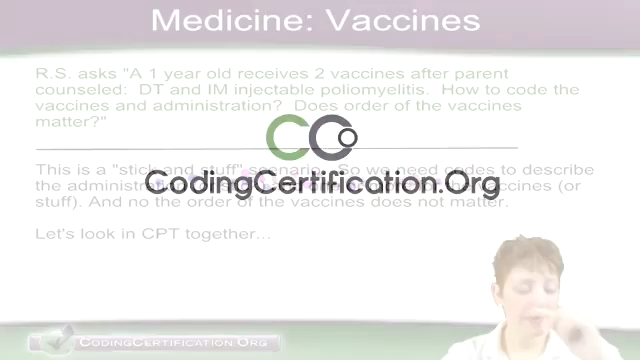 Medicine: Vaccines
R.S. asks "A 1 year old receives 2 vaccines after parent
counseled: DT and IM injectable poliomyelitis. How to code the
vaccines and administration? Does order of the vaccines
matter?"
This is a "stick and stuff" scenario. So we need codes to describe
the administration vaccines (or
CodingCertification.Org
stuff). And no the order of the vaccines does not matter.
Let's look in CPT together...
CodingCertification.Org